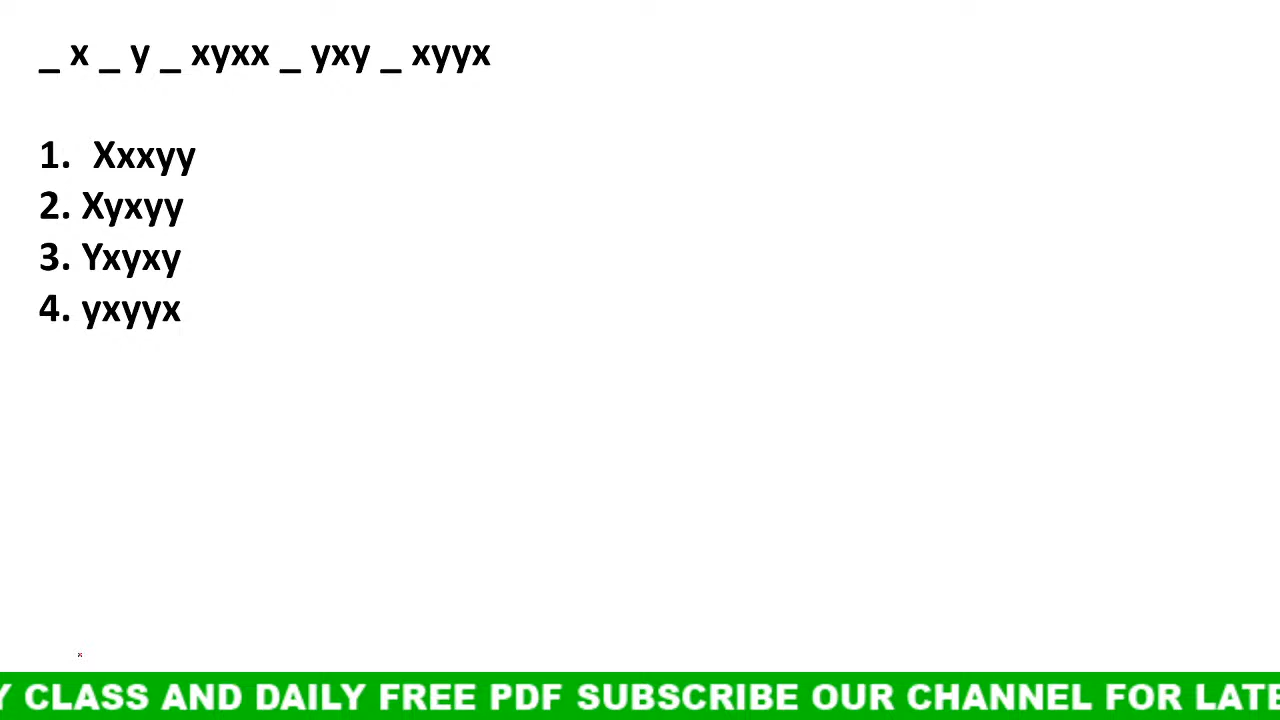 _ x _ y _ xyxx _ yxy _ xyyx
1. Xxxyy
2. Xyxyy
3. Yxyxy
4. yxyyx
Y CLASS AND DAILY FREE PDF SUBSCRIBE OUR CHANNEL FOR LATE